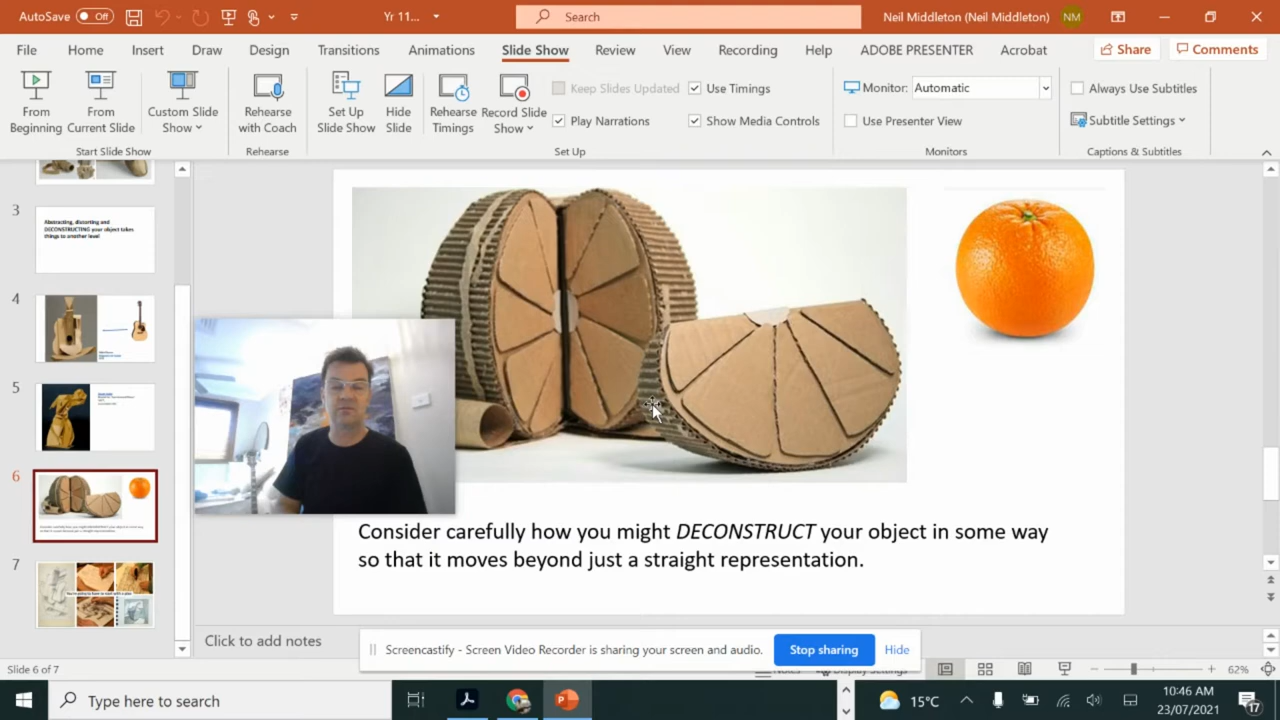 AutoSave Off Yr 11... Search Neil Middleton (Neil Middleton) NM
File Home Insert Draw Design Transitions Animations Slide Show Review View Recording Help ADOBE PRESENTER Acrobat Share Comments
From Beginning
From Current Slide
Custom Slide Show
Rehearse with Coach
Set Up Slide Show
Hide Slide
Rehearse Timings
Record Slide Show
Keep Slides Updated
Use Timings
Play Narrations
Show Media Controls
Monitor: Automatic
Use Presenter View
Always Use Subtitles
Subtitle Settings
Start Slide Show Rehearse Set Up Monitors Captions & Subtitles
3
Abstracting, distorting and
DECONSTRUCTING your object takes
things to another level
4
5
6
7
Consider carefully how you might DECONSTRUCT your object in some way
so that it moves beyond just a straight representation.
Click to add notes
Screencastify - Screen Video Recorder is sharing your screen and audio. Stop sharing Hide
Slide 6 of 7 62%
Type here to search 15°C 10:46 AM
23/07/2021 17